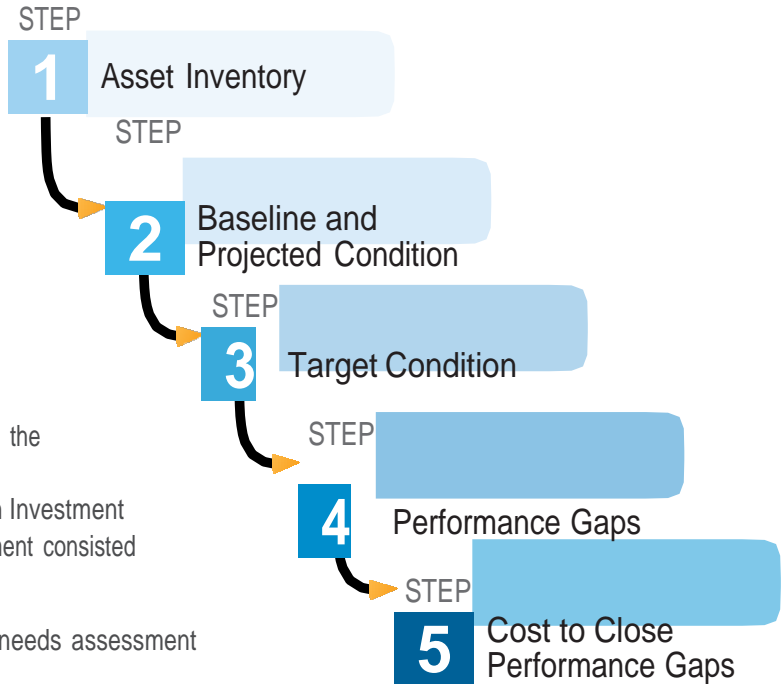 STEP
1 Asset Inventory
STEP
2 Baseline and
Projected Condition
STEP
3 Target Condition
STEP
4 Performance Gaps
STEP
5 Cost to Close
Performance Gaps
the
Investment
consisted
needs assessment